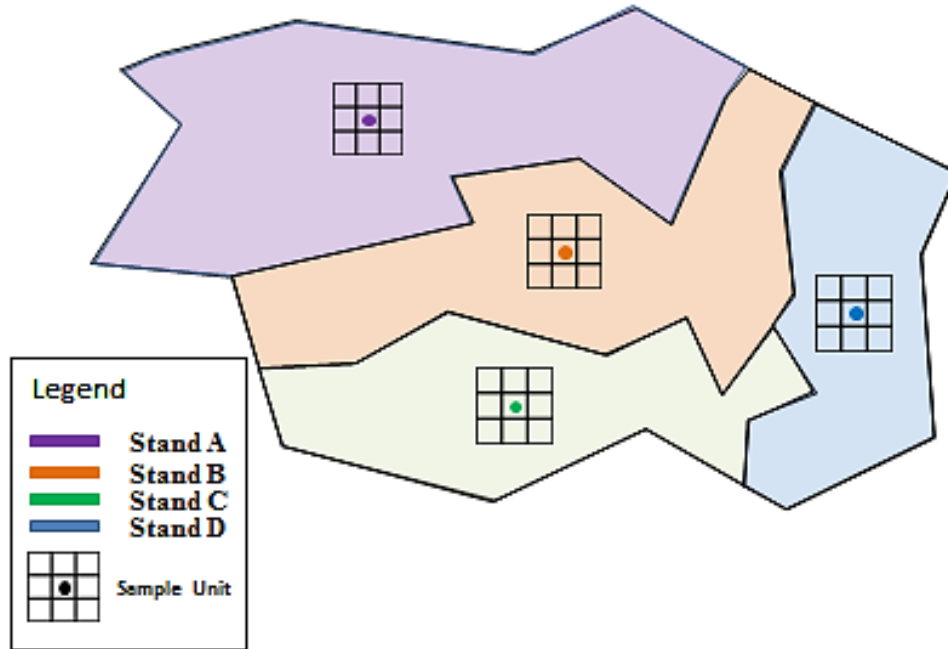 Legend
Stand A
Stand B
Stand C
Stand D
Sample Unit